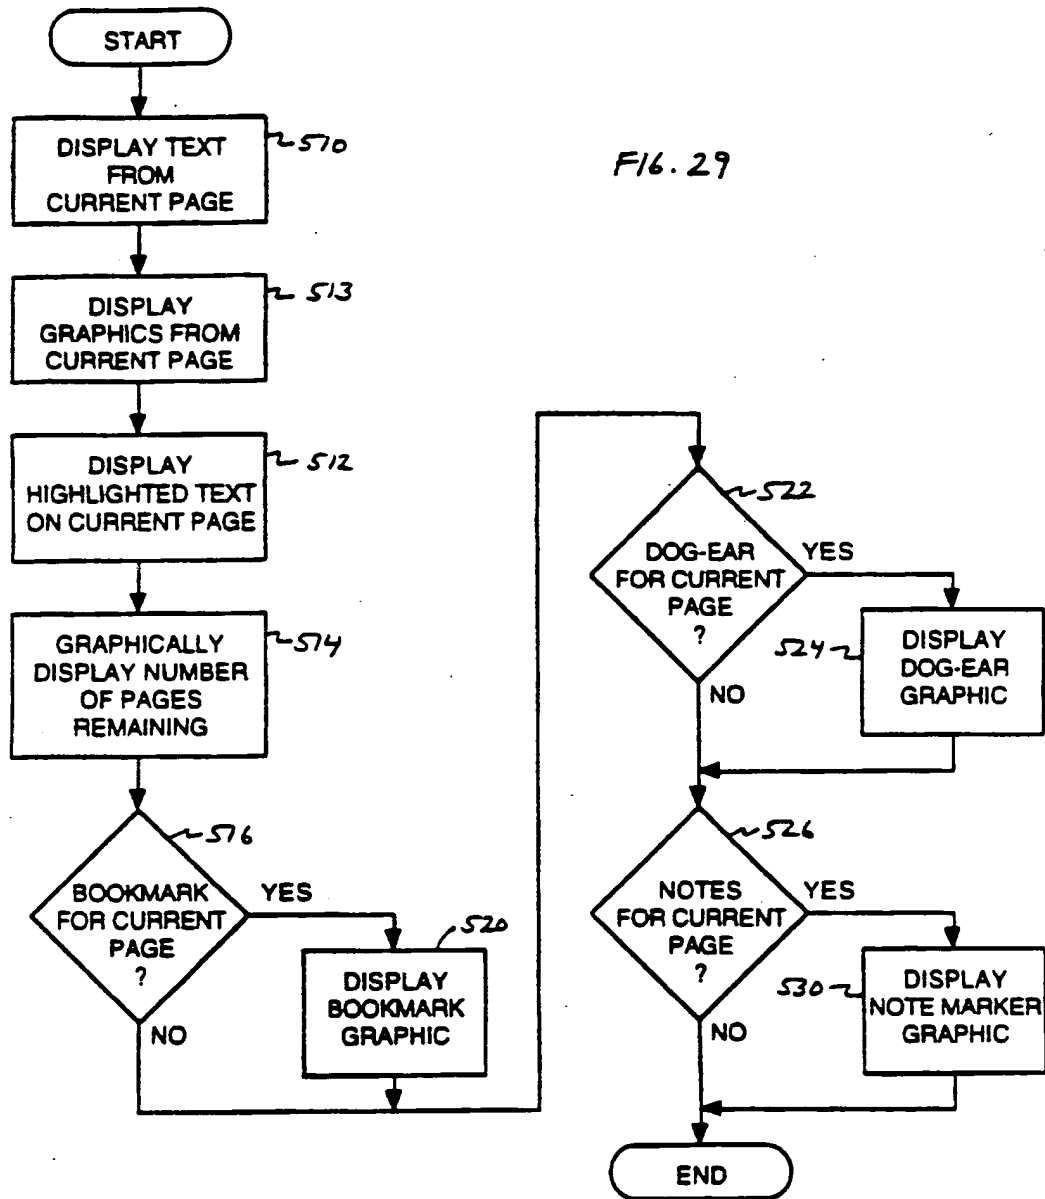 START
DISPLAY TEXT
FROM
CURRENT PAGE
510
FIG. 29
DISPLAY
GRAPHICS FROM
CURRENT PAGE
513
DISPLAY
HIGHLIGHTED TEXT
ON CURRENT PAGE
512
GRAPHICALLY
DISPLAY NUMBER
OF PAGES
REMAINING
514
BOOKMARK
FOR CURRENT
PAGE
?
516
YES
NO
520
DISPLAY
BOOKMARK
GRAPHIC
522
DOG-EAR
FOR CURRENT
PAGE
?
YES
NO
524
DISPLAY
DOG-EAR
GRAPHIC
526
NOTES
FOR CURRENT
PAGE
?
YES
NO
530
DISPLAY
NOTE MARKER
GRAPHIC
END